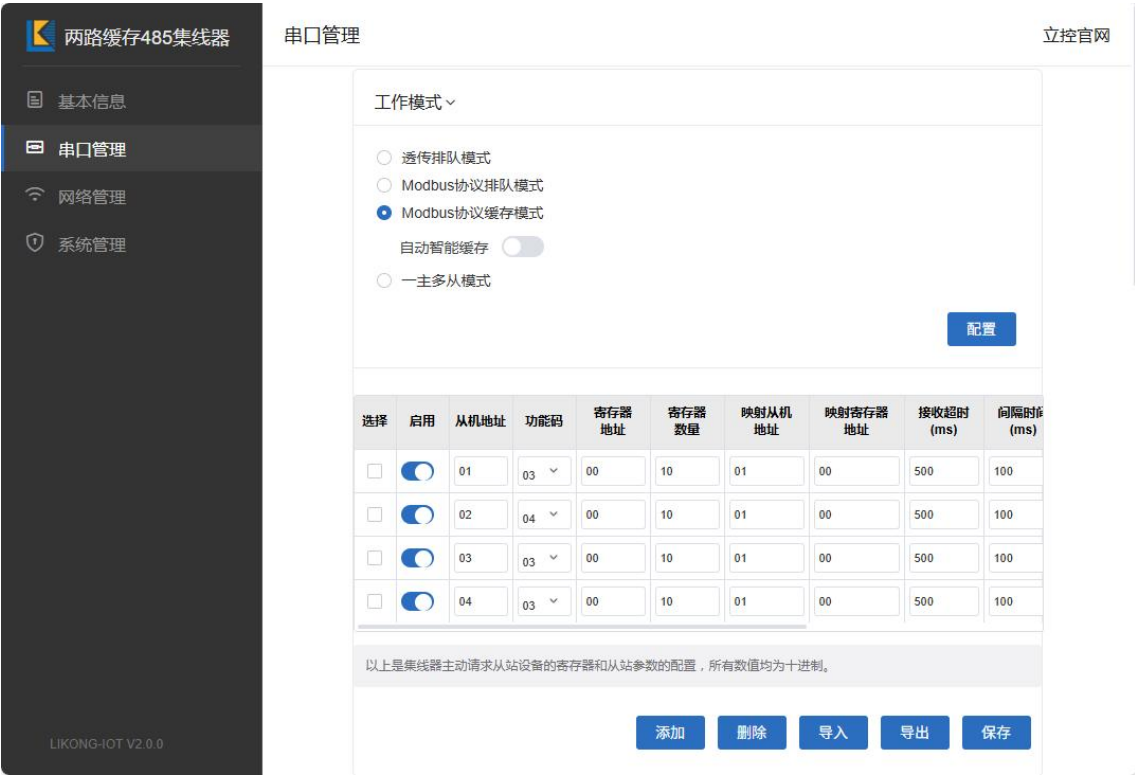 两路缓存485集线器
串口管理
立控官网
基本信息
串口管理
网络管理
系统管理
LIKONG-IOT V2.0.0
工作模式
透传排队模式
Modbus协议排队模式
Modbus协议缓存模式
自动智能缓存
一主多从模式
配置
选择 启用 从机地址 功能码 寄存器地址 寄存器数量 映射从机地址 映射寄存器地址 接收超时(ms) 间隔时间(ms)
01 03 00 10 01 00 500 100
02 04 00 10 01 00 500 100
03 03 00 10 01 00 500 100
04 03 00 10 01 00 500 100
以上是集线器主动请求从站设备的寄存器和从站参数的配置，所有数值均为十进制。
添加 删除 导入 导出 保存